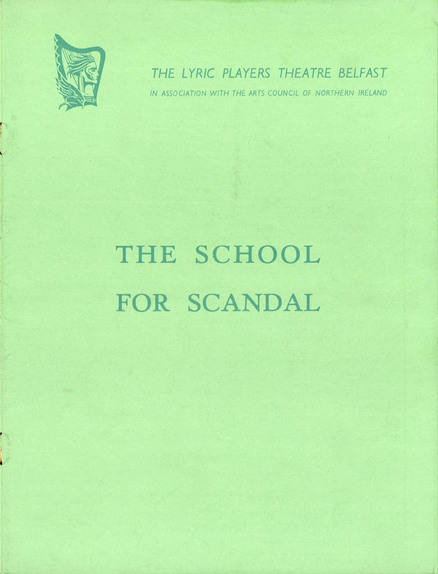 THE LYRIC PLAYERS THEATRE BELFAST
IN ASSOCIATION WITH THE ARTS COUNCIL OF NORTHERN IRELAND
THE SCHOOL
FOR SCANDAL